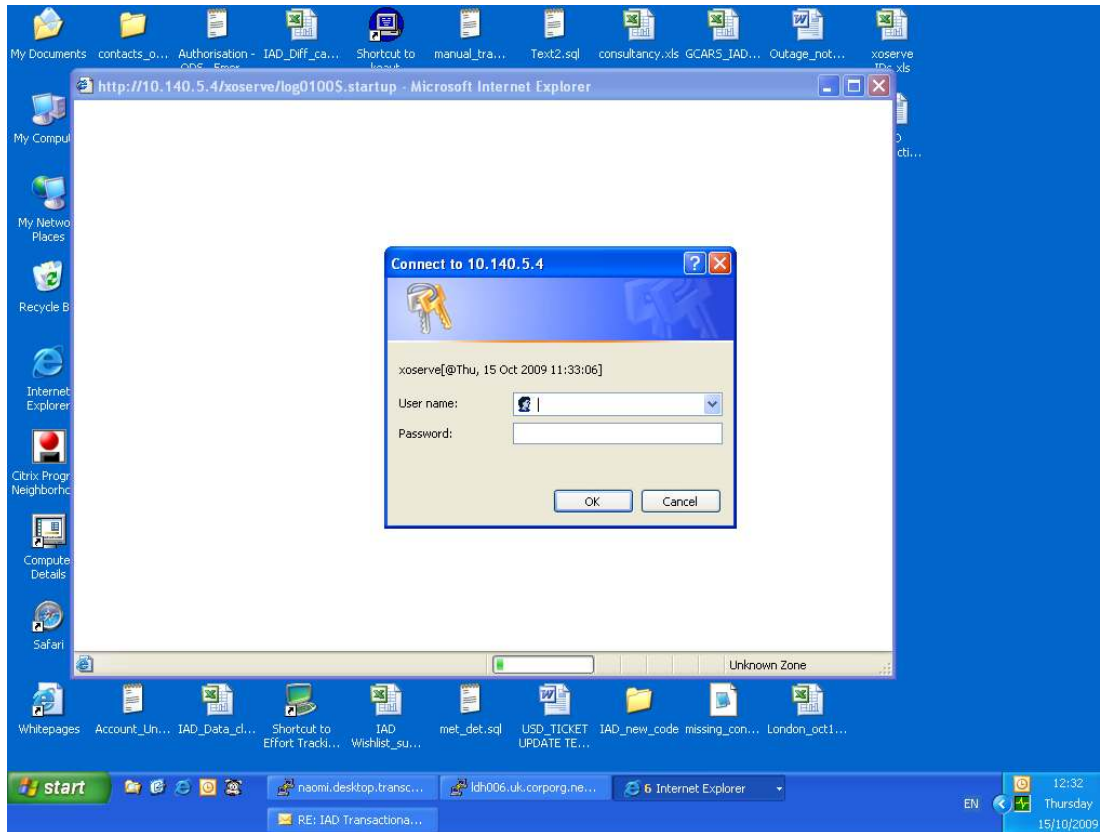 My Documents
contacts_o...
Authorisation -
ODS
IAD_Diff_ca...
Shortcut to
manual_tra...
Text2.sql
consultancy.xls
GCARS_IAD...
Outage_not...
xoserve
IDs.xls
http://10.140.5.4/xoserve/log0100$.startup - Microsoft Internet Explorer
My Comput
cti...
My Netwo
Places
Recycle B
Internet
Explorer
Citrix Progr
Neighborho
Compute
Details
Safari
Connect to 10.140.5.4
xoserve[@Thu, 15 Oct 2009 11:33:06]
User name:
Password:
OK
Cancel
Unknown Zone
Whitepages
Account_Un...
IAD_Data_cl...
Shortcut to
Effort Tracki...
IAD
Wishlist_su...
met_det.sql
USD_TICKET
UPDATE TE...
IAD_new_code
missing_con...
London_oct1...
start
naomi.desktop.transc...
ldh006.uk.corporg.ne...
6 Internet Explorer
RE: IAD Transactiona...
EN
12:32
Thursday
15/10/2009